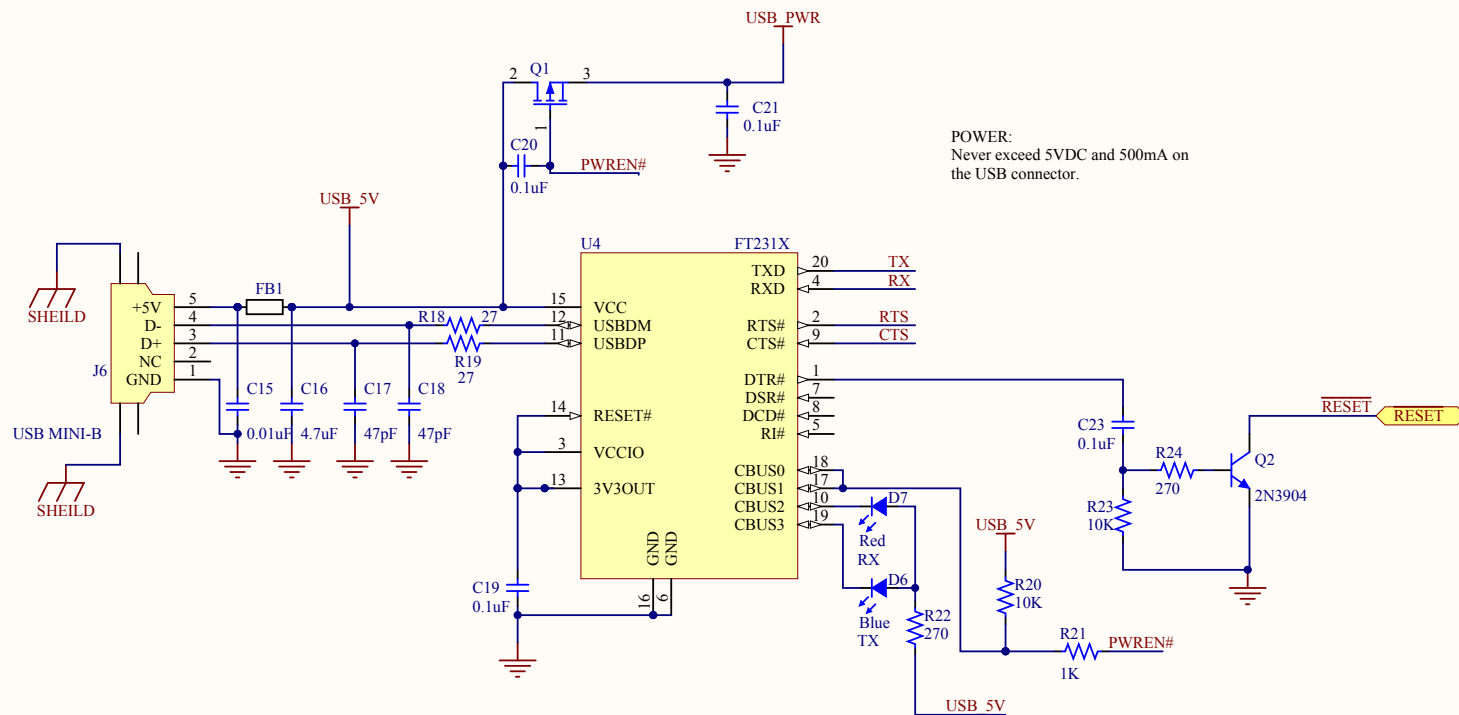 USB_PWR
2
Q1
3
1
C21
0.1uF
C20
0.1uF
PWREN#
POWER:
Never exceed 5VDC and 500mA on
the USB connector.
USB_5V
SHEILD
J6
+5V
D-
D+
NC
GND
5
4
3
2
1
USB MINI-B
SHEILD
FB1
R18
27
R19
27
C15
0.01uF
C16
4.7uF
C17
47pF
C18
47pF
C19
0.1uF
U4
FT231X
15
VCC
12
USBDM
11
USBDP
14
RESET#
3
VCCIO
13
3V3OUT
GND
GND
16
6
TXD
20
TX
RXD
4
RX
RTS#
2
RTS
CTS#
9
CTS
DTR#
1
DSR#
7
DCD#
8
RI#
5
CBUS0
18
CBUS1
17
CBUS2
10
CBUS3
19
D7
Red
RX
D6
Blue
TX
R22
270
USB_5V
USB_5V
R20
10K
R21
1K
PWREN#
C23
0.1uF
R24
270
R23
10K
Q2
2N3904
RESET
RESET